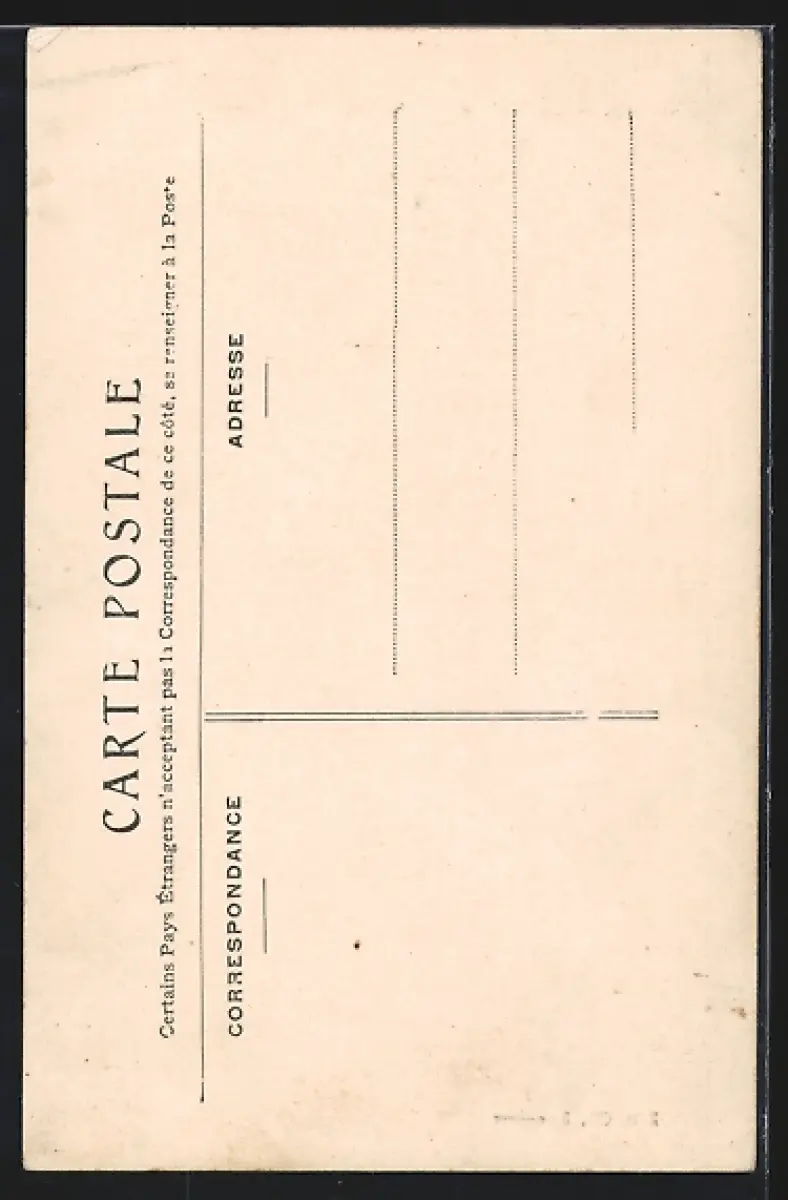 CARTE POSTALE
Certains Pays Étrangers n'acceptant pas la Correspondance de ce côté, se renseigner à la Poste
CORRESPONDANCE
ADRESSE